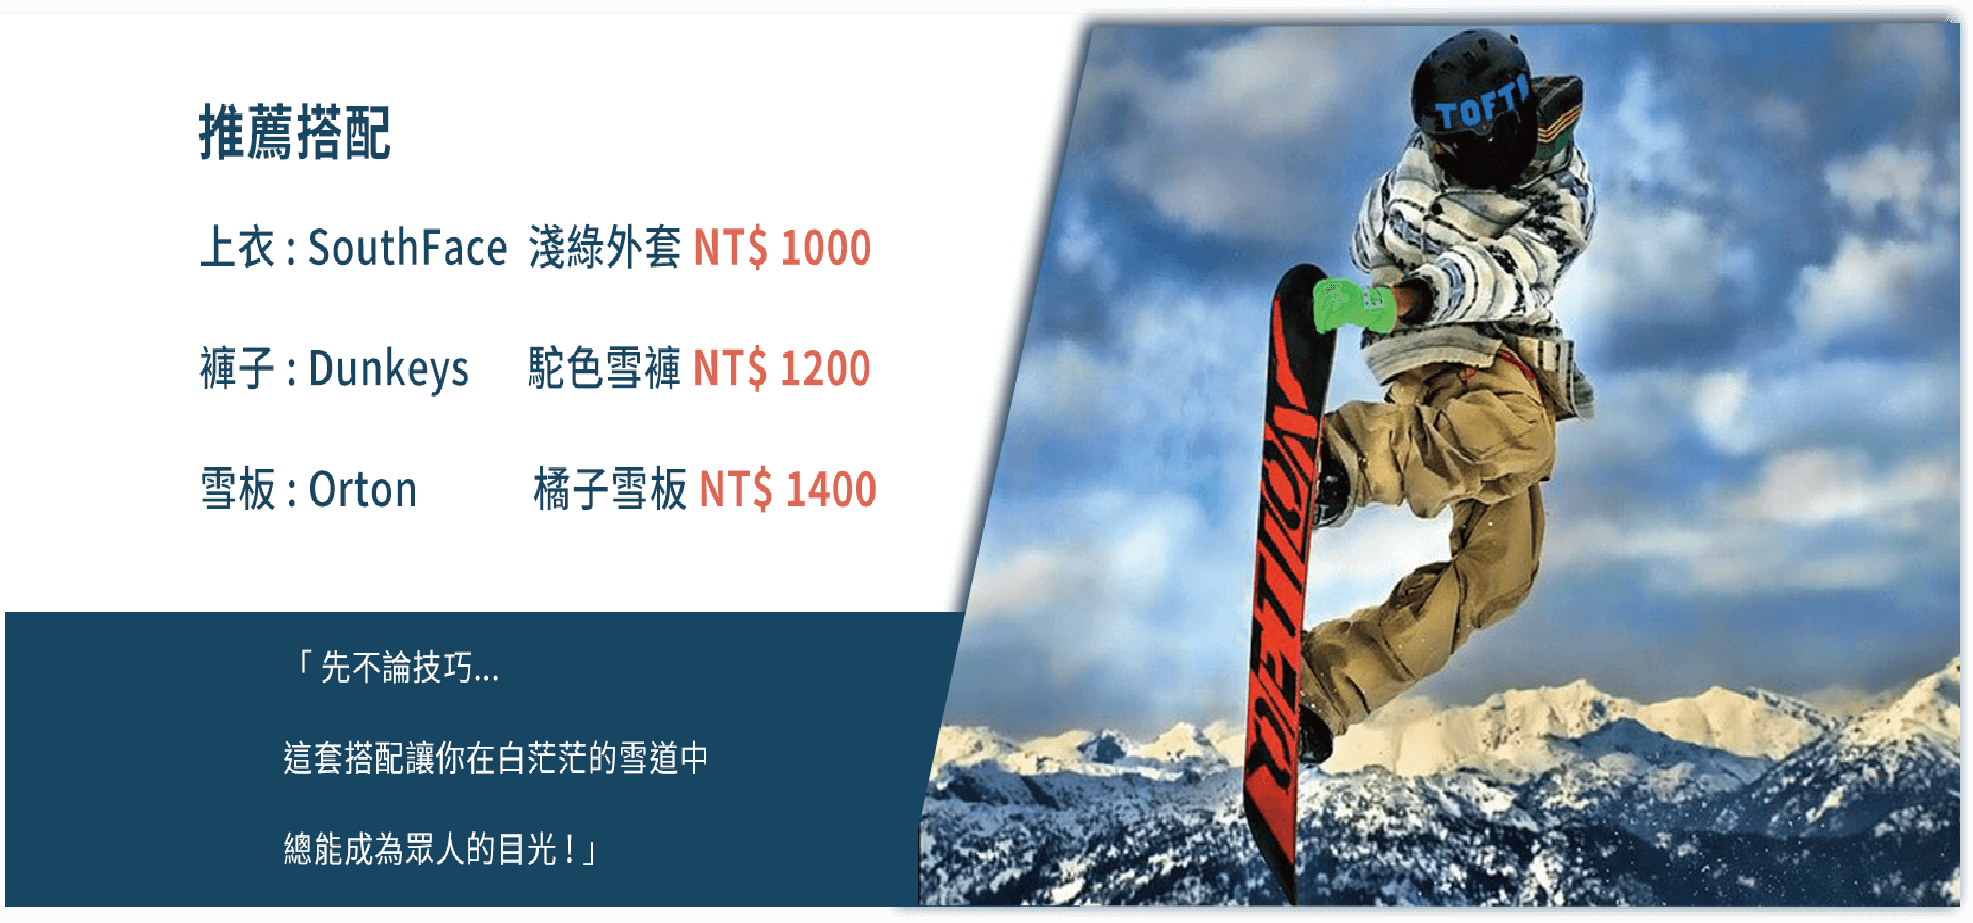 推薦搭配
上衣 : SouthFace 淺綠外套 NT$ 1000
褲子 : Dunkeys 駝色雪褲 NT$ 1200
雪板 : Orton 橘子雪板 NT$ 1400
「 先不論技巧...
這套搭配讓你在白茫茫的雪道中
總能成為眾人的目光 ! 」
TOFT